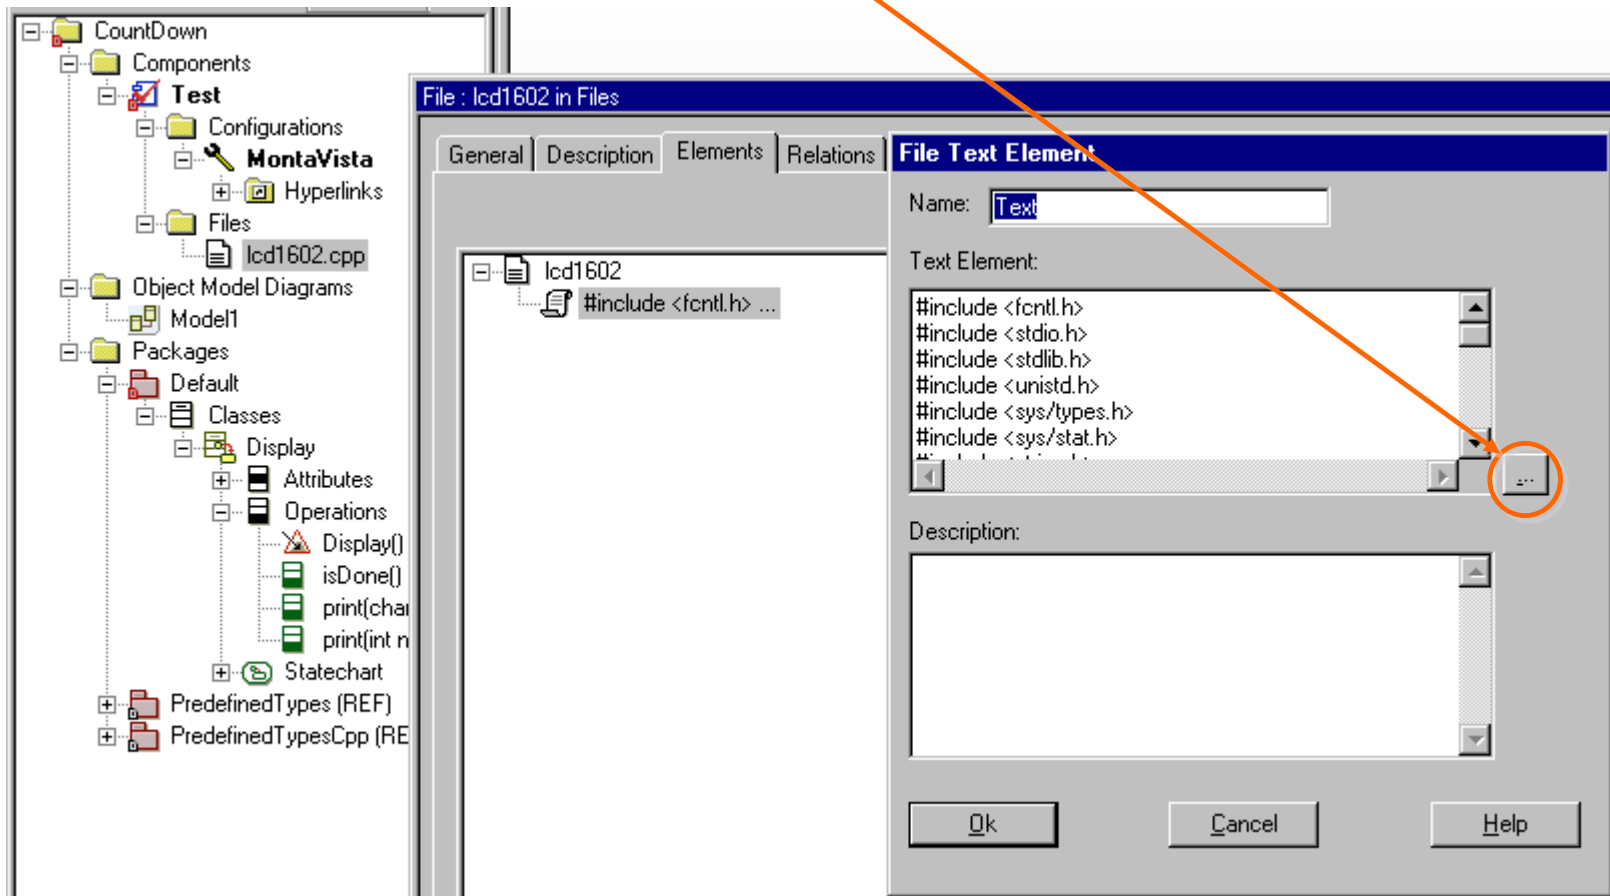 CountDown
Components
Test
Configurations
MontaVista
Hyperlinks
Files
lcd1602.cpp
Object Model Diagrams
Model1
Packages
Default
Classes
Display
Attributes
Operations
Display()
isDone()
print(char
print(int n
Statechart
PredefinedTypes (REF)
PredefinedTypesCpp (RE
File : lcd1602 in Files
General Description Elements Relations
lcd1602
#include <fcntl.h> ...
File Text Element
Name: Text
Text Element:
#include <fcntl.h>
#include <stdio.h>
#include <stdlib.h>
#include <unistd.h>
#include <sys/types.h>
#include <sys/stat.h>
...
Description:
Ok Cancel Help